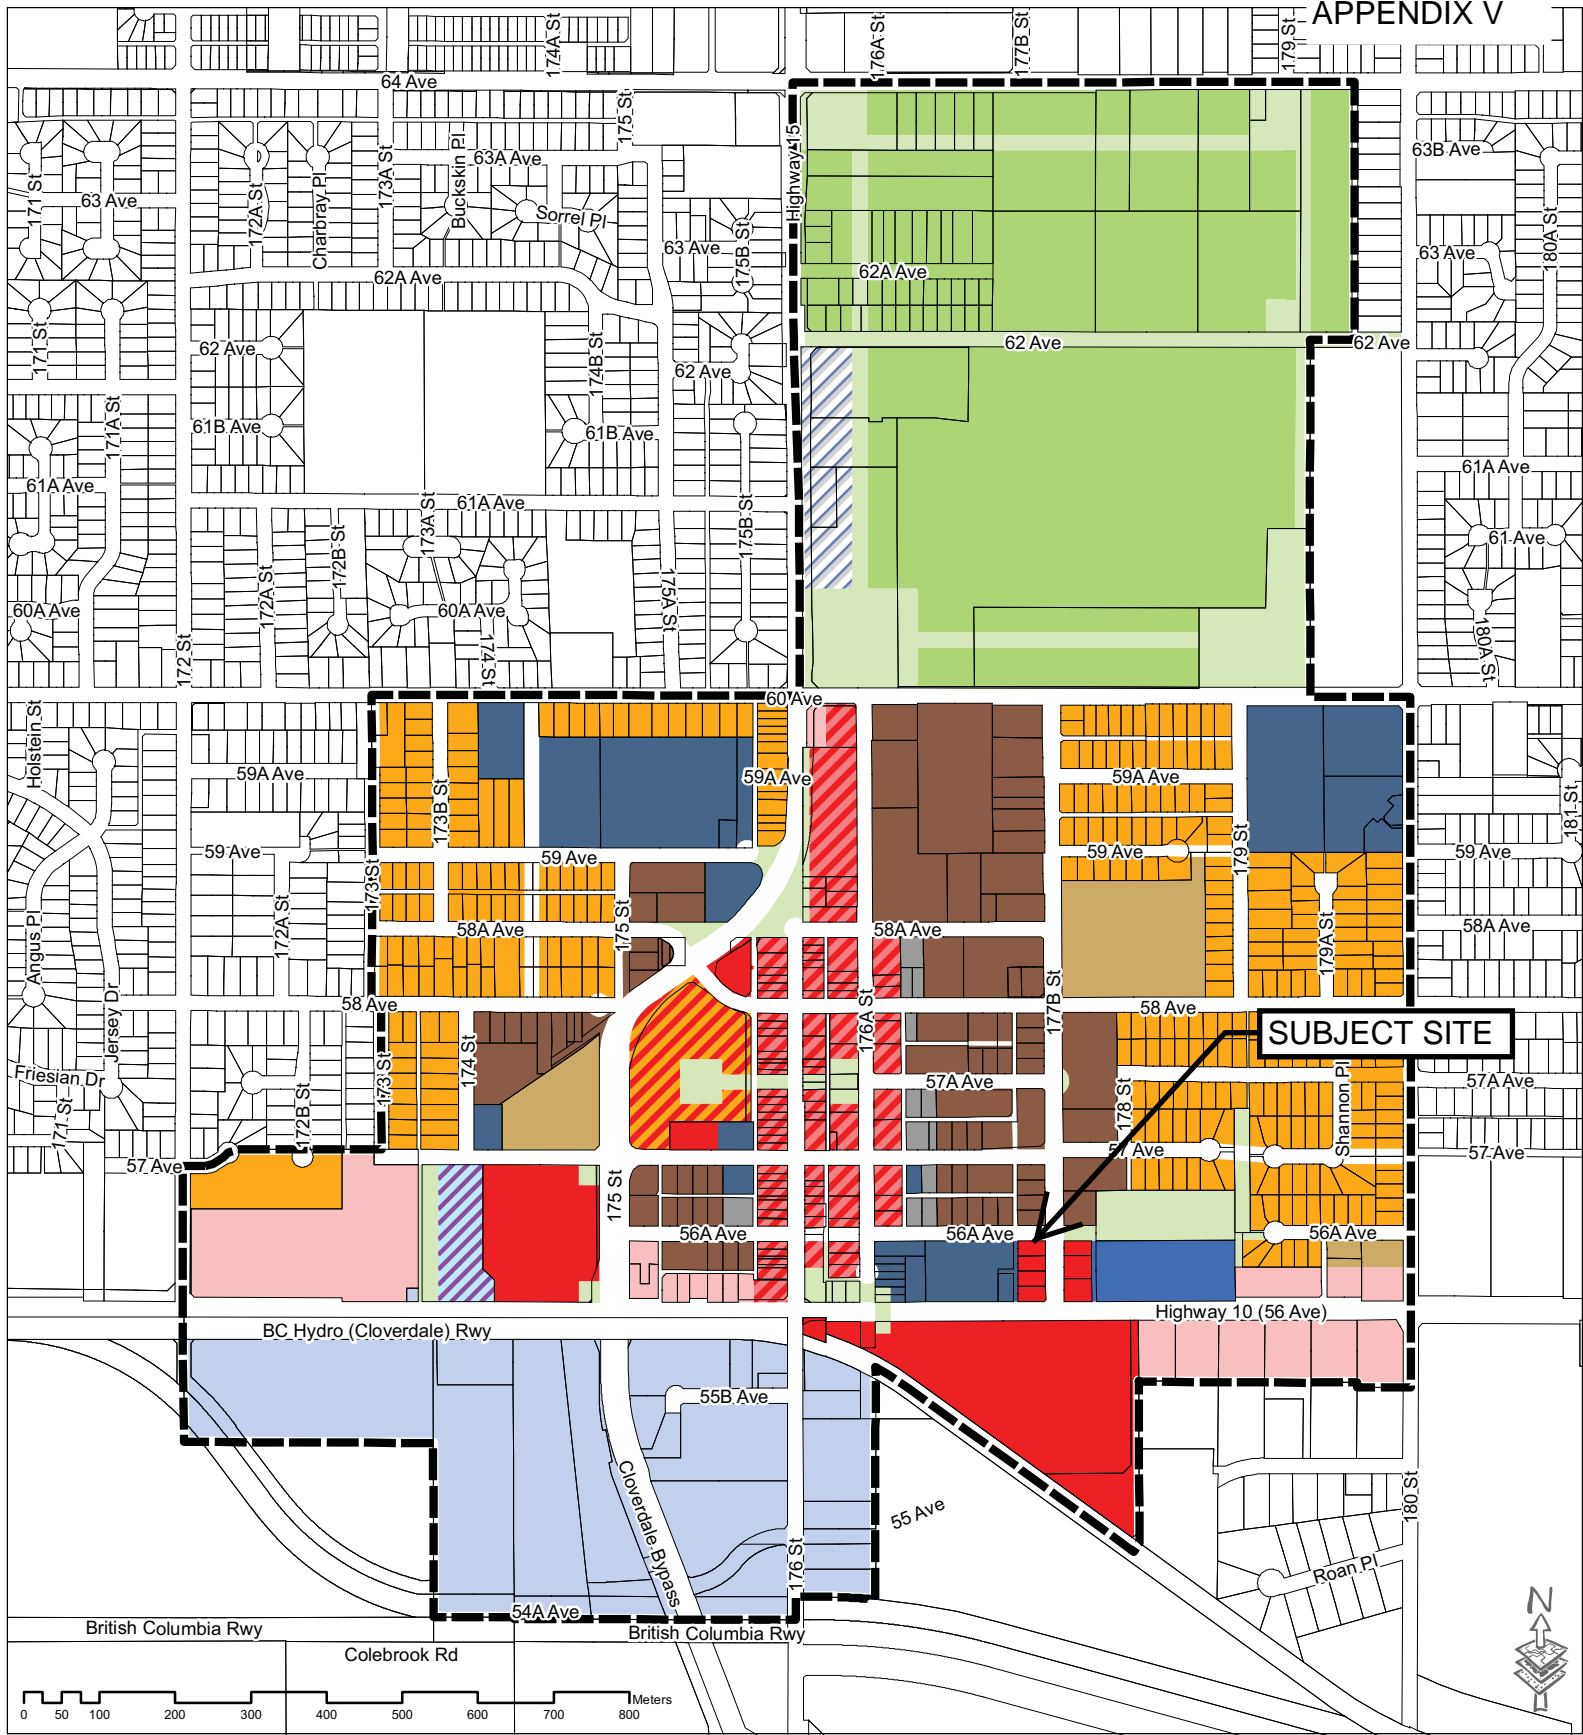 APPENDIX V
174A St
176A St
177B St
179 St
64 Ave
175 St
Highway 15
63A Ave
63B Ave
171 St
63 Ave
172A St
Charbray Pl
173A St
Buckskin Pl
Sorrel Pl
63 Ave
175B St
180A St
63 Ave
62A Ave
62A Ave
171 St
62 Ave
174B St
62 Ave
62 Ave
62 Ave
171A St
61B Ave
61B Ave
61A Ave
61A Ave
61A Ave
173A St
172B St
175B St
61 Ave
60A Ave
172A St
60A Ave
175A St
174 St
172 St
180A St
60 Ave
Holstein St
59A Ave
173B St
59A Ave
59A Ave
181 St
59 Ave
59 Ave
59 Ave
179 St
59 Ave
173 St
Angus Pl
172A St
58A Ave
175 St
58A Ave
179A St
58A Ave
Jersey Dr
58 Ave
176A St
177B St
58 Ave
SUBJECT SITE
Friesian Dr
171 St
172B St
173 St
174 St
57A Ave
178 St
Shannon Pl
57A Ave
57 Ave
57 Ave
57 Ave
175 St
56A Ave
56A Ave
56A Ave
Highway 10 (56 Ave)
BC Hydro (Cloverdale) Rwy
55B Ave
Cloverdale Bypass
55 Ave
180 St
176 St
Roan Pl
54A Ave
British Columbia Rwy
British Columbia Rwy
Colebrook Rd
N
Meters
0 50 100 200 300 400 500 600 700 800